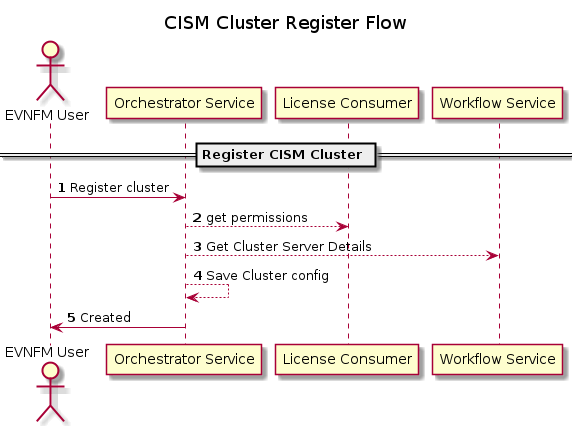 CISM Cluster Register Flow
EVNFM User
Orchestrator Service
License Consumer
Workflow Service
Register CISM Cluster
1 Register cluster
2 get permissions
3 Get Cluster Server Details
4 Save Cluster config
5 Created
EVNFM User
Orchestrator Service
License Consumer
Workflow Service